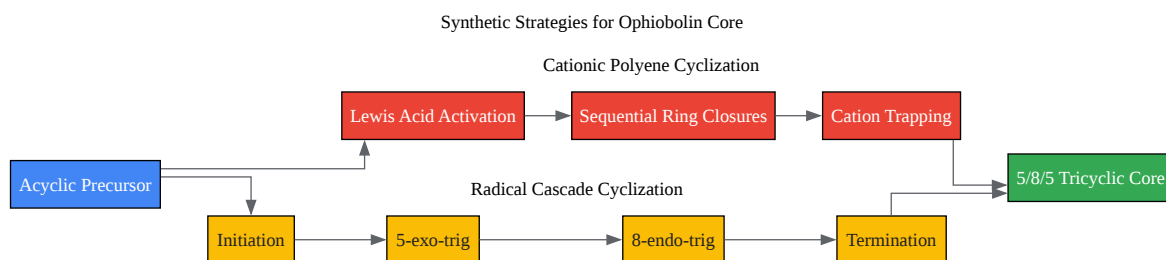 Synthetic Strategies for Ophiobolin Core
Cationic Polyene Cyclization
Lewis Acid Activation
Sequential Ring Closures
Cation Trapping
Acyclic Precursor
5/8/5 Tricyclic Core
Radical Cascade Cyclization
Initiation
5-exo-trig
8-endo-trig
Termination